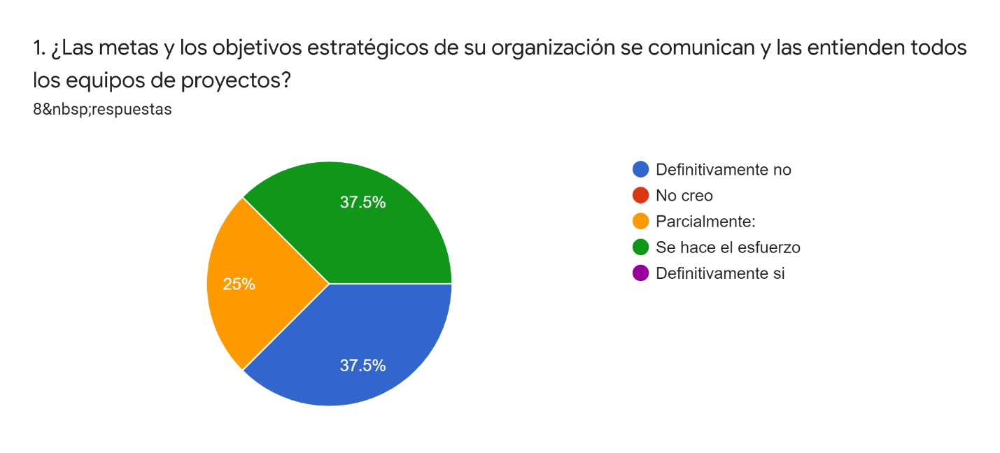 1. ¿Las metas y los objetivos estratégicos de su organización se comunican y las entienden todos
los equipos de proyectos?
8&nbsp;respuestas
37.5%
25%
37.5%
Definitivamente no
No creo
Parcialmente:
Se hace el esfuerzo
Definitivamente si